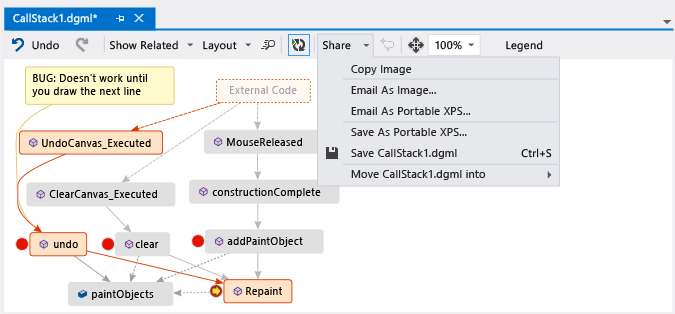 CallStack1.dgml*
Undo
Show Related
Layout
Share
100%
Legend
BUG: Doesn't work until
you draw the next line
External Code
UndoCanvas_Executed
MouseReleased
ClearCanvas_Executed
constructionComplete
undo
clear
addPaintObject
paintObjects
Repaint
Copy Image
Email As Image...
Email As Portable XPS...
Save As Portable XPS...
Save CallStack1.dgml Ctrl+S
Move CallStack1.dgml into